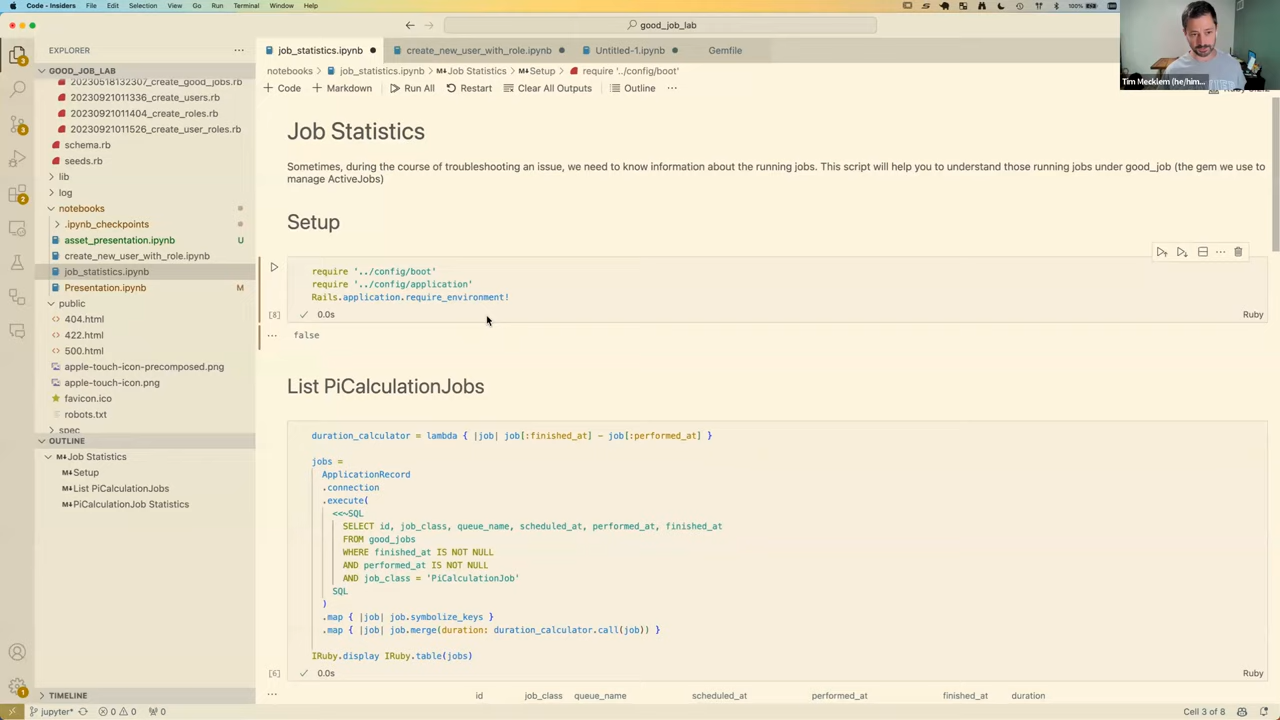 Code - Insiders File Edit Selection View Go Run Terminal Window Help
100%
good_job_lab
EXPLORER
job_statistics.ipynb
create_new_user_with_role.ipynb
Untitled-1.ipynb
Gemfile
Tim Mecklem (he/him...
GOOD_JOB_LAB
notebooks > job_statistics.ipynb > Job Statistics > Setup > require '../config/boot'
20230518132307_create_good_jobs.rb
+ Code + Markdown Run All Restart Clear All Outputs Outline ...
20230921011336_create_users.rb
20230921011404_create_roles.rb
20230921011526_create_user_roles.rb
schema.rb
seeds.rb
lib
log
notebooks
.ipynb_checkpoints
asset_presentation.ipynb U
create_new_user_with_role.ipynb
job_statistics.ipynb
Presentation.ipynb M
public
404.html
422.html
500.html
apple-touch-icon-precomposed.png
apple-touch-icon.png
favicon.ico
robots.txt
spec
OUTLINE
Job Statistics
Setup
List PiCalculationJobs
PiCalculationJob Statistics
TIMELINE
Job Statistics
Sometimes, during the course of troubleshooting an issue, we need to know information about the running jobs. This script will help you to understand those running jobs under good_job (the gem we use to
manage ActiveJobs)
Setup
require '../config/boot'
require '../config/application'
Rails.application.require_environment!
[8] 0.0s Ruby
... false
List PiCalculationJobs
duration_calculator = lambda { |job| job[:finished_at] - job[:performed_at] }
jobs =
ApplicationRecord
.connection
.execute(
<<~SQL
SELECT id, job_class, queue_name, scheduled_at, performed_at, finished_at
FROM good_jobs
WHERE finished_at IS NOT NULL
AND performed_at IS NOT NULL
AND job_class = 'PiCalculationJob'
SQL
)
.map { |job| job.symbolize_keys }
.map { |job| job.merge(duration: duration_calculator.call(job)) }
IRuby.display IRuby.table(jobs)
[6] 0.0s Ruby
... id job_class queue_name scheduled_at performed_at finished_at duration
jupyter* 0 0 0 Cell 3 of 8